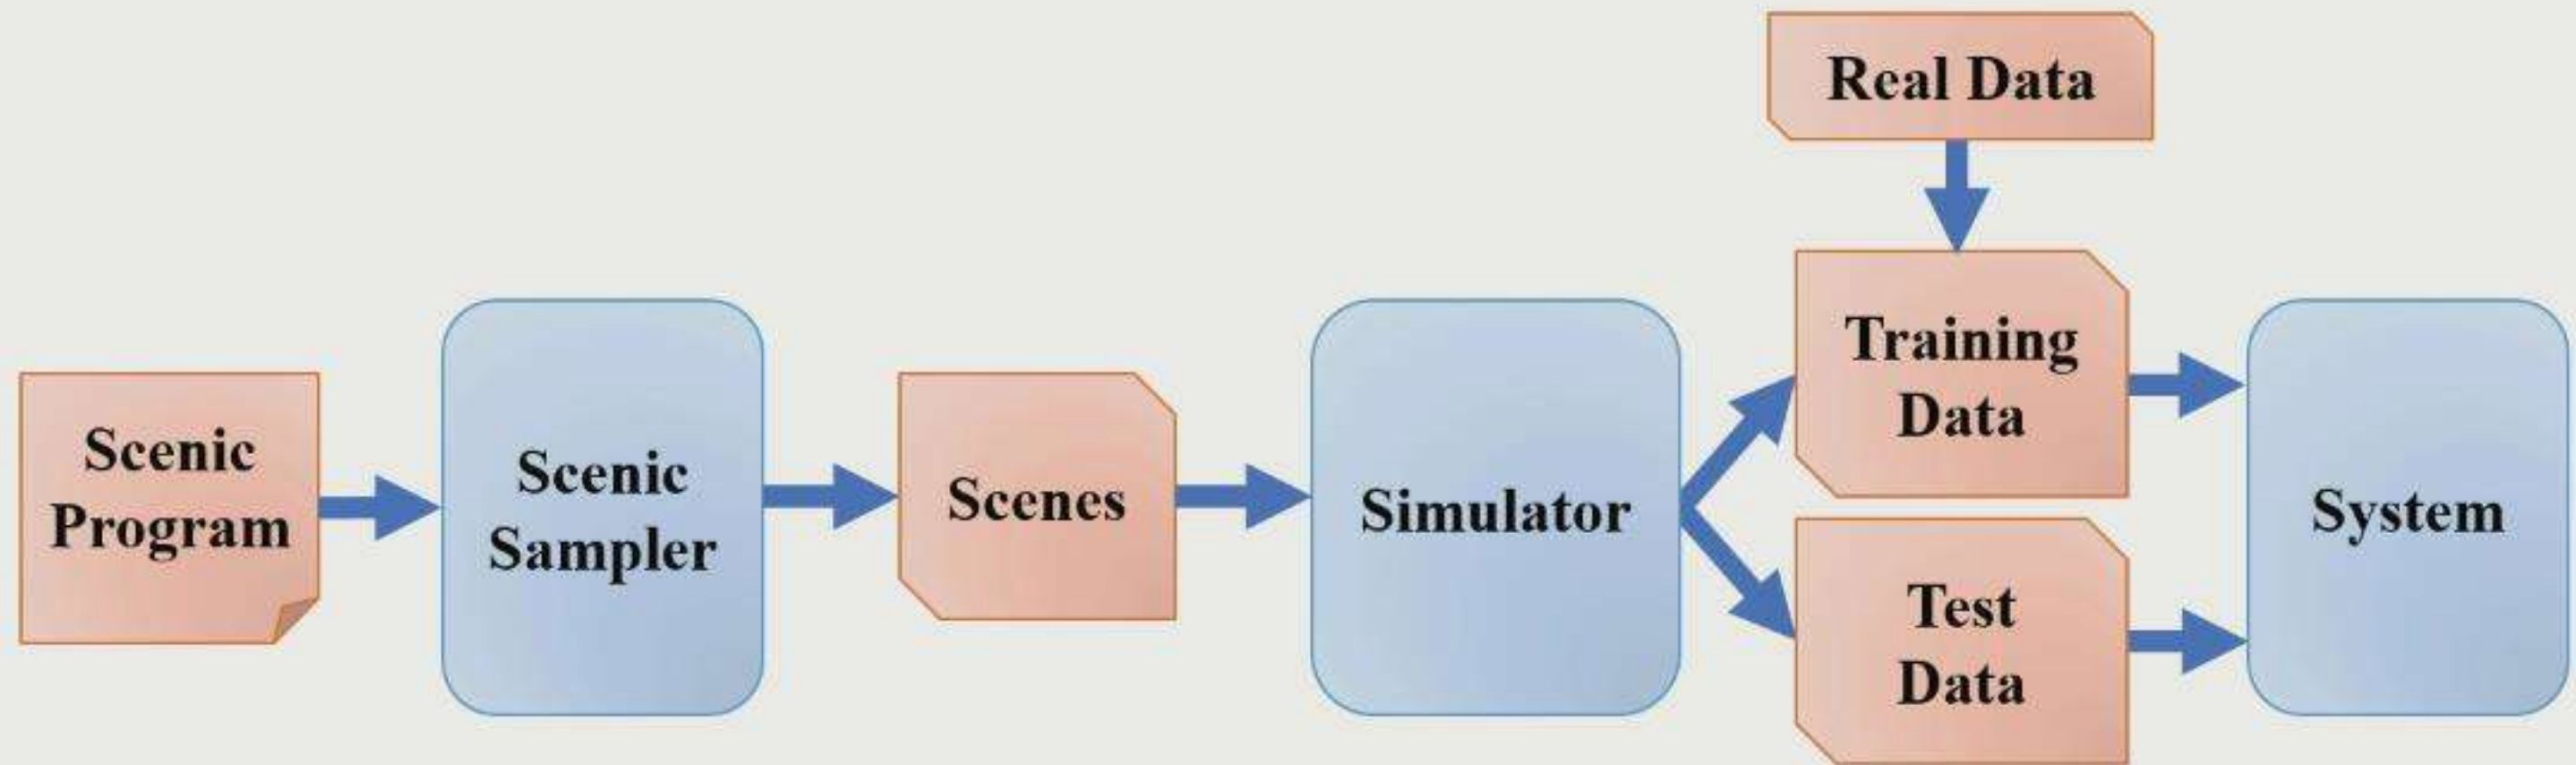 Real Data
Scenic
Program
Scenic
Sampler
Scenes
Simulator
Training
Data
Test
Data
System